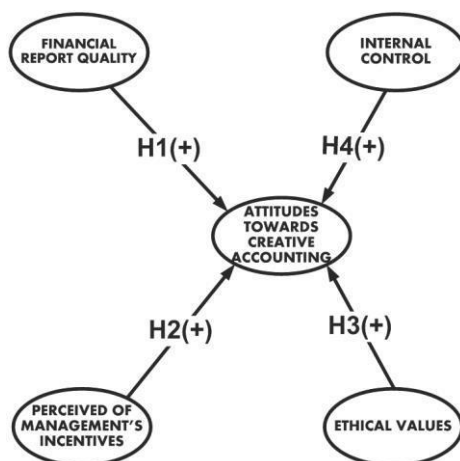 FINANCIAL
REPORT QUALITY
INTERNAL
CONTROL
H1(+)
H4(+)
ATTITUDES
TOWARDS
CREATIVE
ACCOUNTING
H2(+)
H3(+)
PERCEIVED OF
MANAGEMENT'S
INCENTIVES
ETHICAL VALUES